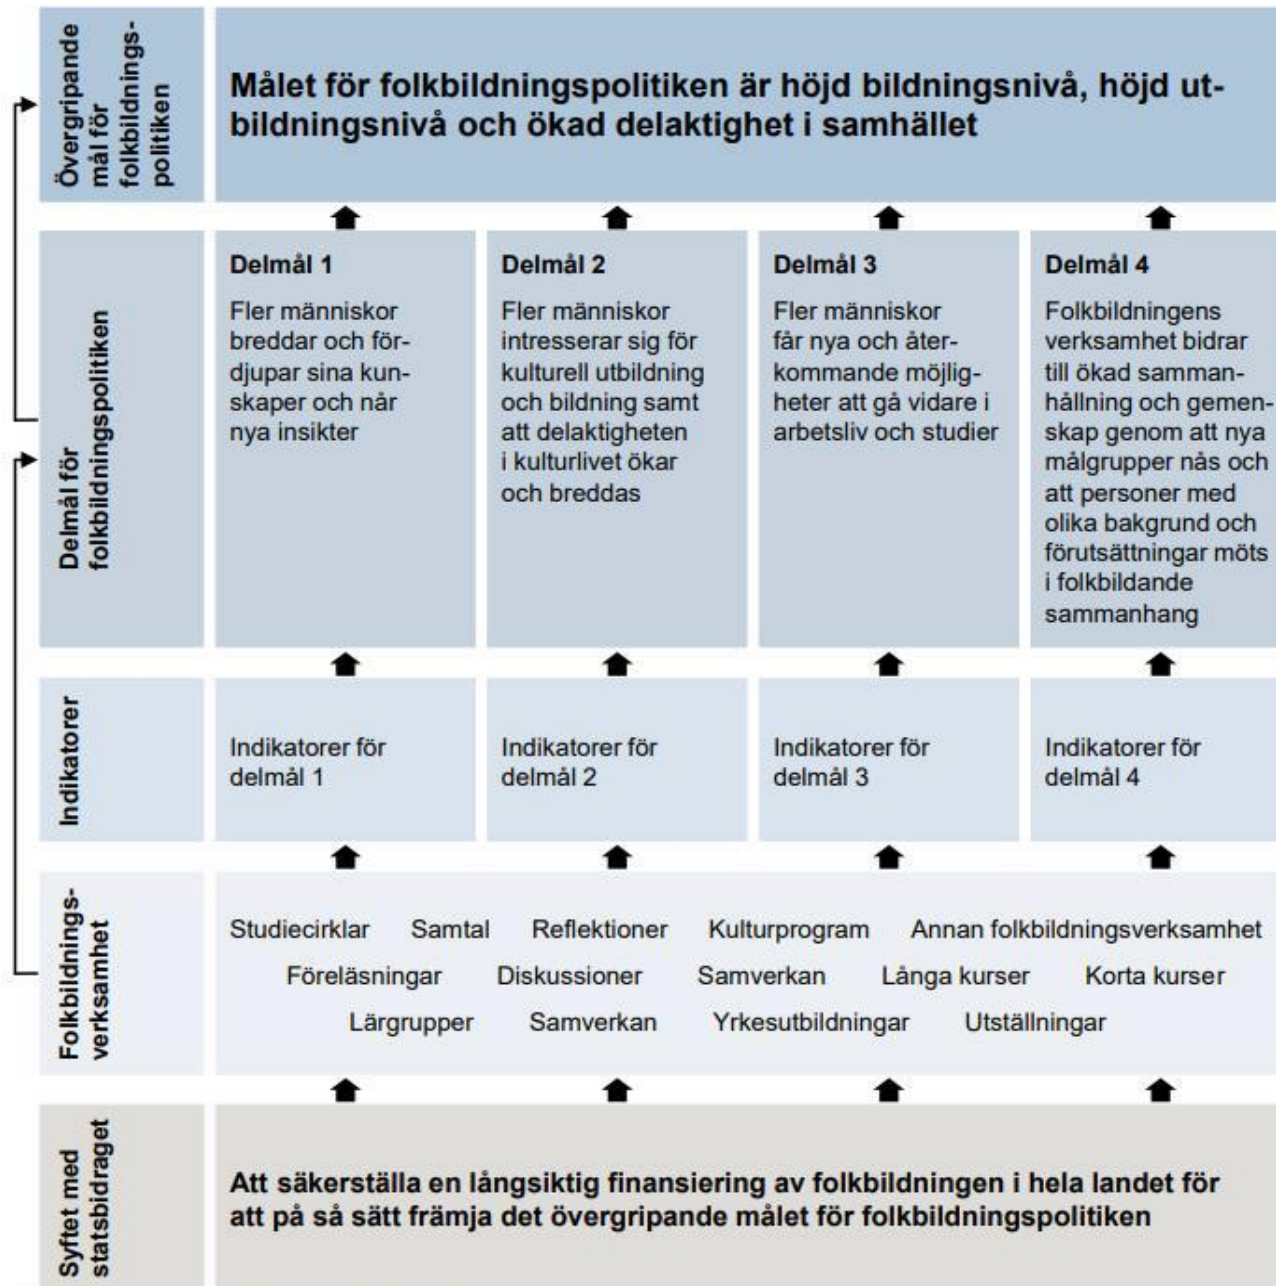 Övergripande
mål för
folkbildnings-
politiken
Målet för folkbildningspolitiken är höjd bildningsnivå, höjd ut-
bildningsnivå och ökad delaktighet i samhället
Delmål för
folkbildningspolitiken
Delmål 1
Fler människor
breddar och för-
djupar sina kun-
skaper och når
nya insikter
Delmål 2
Fler människor
intresserar sig för
kulturell utbildning
och bildning samt
att delaktigheten
i kulturlivet ökar
och breddas
Delmål 3
Fler människor
får nya och åter-
kommande möjlig-
heter att gå vidare i
arbetsliv och studier
Delmål 4
Folkbildningens
verksamhet bidrar
till ökad samman-
hållning och gemen-
skap genom att nya
målgrupper nås och
att personer med
olika bakgrund och
förutsättningar möts
i folkbildande
sammanhang
Indikatorer
Indikatorer för
delmål 1
Indikatorer för
delmål 2
Indikatorer för
delmål 3
Indikatorer för
delmål 4
Folkbildnings-
verksamhet
Studiecirklar Samtal Reflektioner Kulturprogram Annan folkbildningsverksamhet
Föreläsningar Diskussioner Samverkan Långa kurser Korta kurser
Lärgrupper Samverkan Yrkesutbildningar Utställningar
Syftet med
statsbidraget
Att säkerställa en långsiktig finansiering av folkbildningen i hela landet för
att på så sätt främja det övergripande målet för folkbildningspolitiken